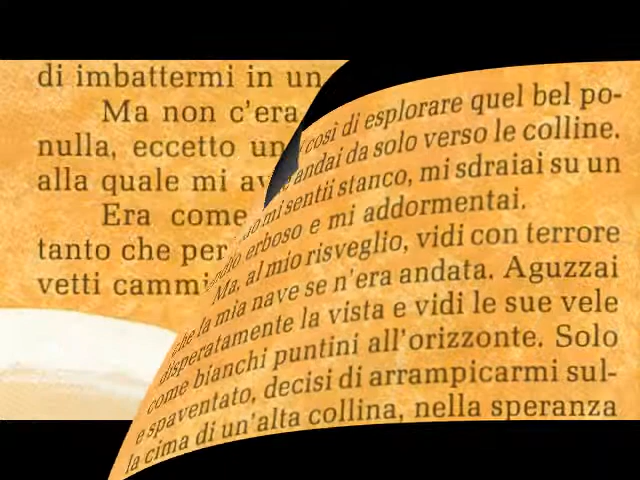 di imbattermi in un
Ma non c'era
nulla, eccetto un
alla quale mi av
Era come
tanto che per
vetti cammi
così di esplorare quel bel po-
andai da solo verso le colline.
mi sentii stanco, mi sdraiai su un
erboso e mi addormentai.
Ma, al mio risveglio, vidi con terrore
che la mia nave se n'era andata. Aguzzai
disperatamente la vista e vidi le sue vele
come bianchi puntini all'orizzonte. Solo
e spaventato, decisi di arrampicarmi sul-
la cima di un'alta collina, nella speranza